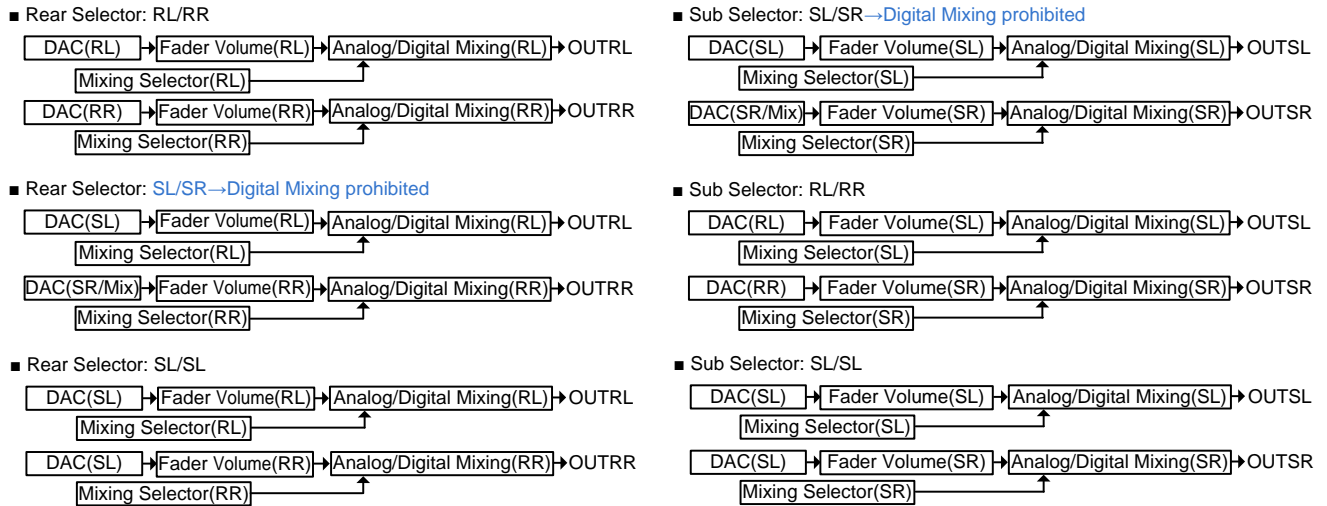 ■ Rear Selector: RL/RR
DAC(RL) Fader Volume(RL) Analog/Digital Mixing(RL) OUTRL
Mixing Selector(RL)
DAC(RR) Fader Volume(RR) Analog/Digital Mixing(RR) OUTRR
Mixing Selector(RR)
■ Rear Selector: SL/SR→Digital Mixing prohibited
DAC(SL) Fader Volume(RL) Analog/Digital Mixing(RL) OUTRL
Mixing Selector(RL)
DAC(SR/Mix) Fader Volume(RR) Analog/Digital Mixing(RR) OUTRR
Mixing Selector(RR)
■ Rear Selector: SL/SL
DAC(SL) Fader Volume(RL) Analog/Digital Mixing(RL) OUTRL
Mixing Selector(RL)
DAC(SL) Fader Volume(RR) Analog/Digital Mixing(RR) OUTRR
Mixing Selector(RR)
■ Sub Selector: SL/SR→Digital Mixing prohibited
DAC(SL) Fader Volume(SL) Analog/Digital Mixing(SL) OUTSL
Mixing Selector(SL)
DAC(SR/Mix) Fader Volume(SR) Analog/Digital Mixing(SR) OUTSR
Mixing Selector(SR)
■ Sub Selector: RL/RR
DAC(RL) Fader Volume(SL) Analog/Digital Mixing(SL) OUTSL
Mixing Selector(SL)
DAC(RR) Fader Volume(SR) Analog/Digital Mixing(SR) OUTSR
Mixing Selector(SR)
■ Sub Selector: SL/SL
DAC(SL) Fader Volume(SL) Analog/Digital Mixing(SL) OUTSL
Mixing Selector(SL)
DAC(SL) Fader Volume(SR) Analog/Digital Mixing(SR) OUTSR
Mixing Selector(SR)